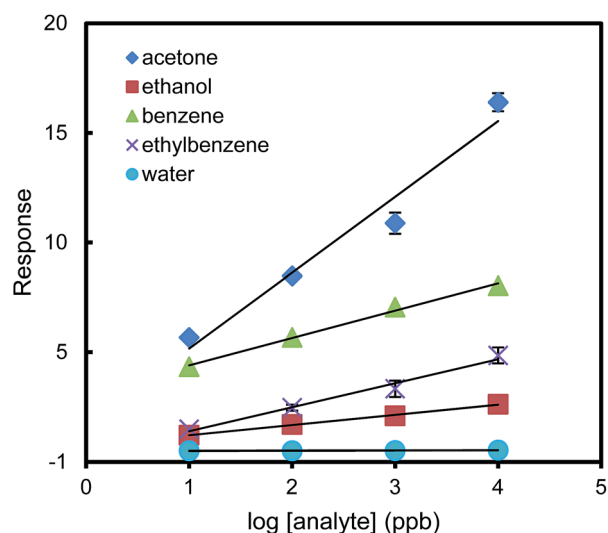 20
15
10
5
-1
Response
acetone
ethanol
benzene
ethylbenzene
water
0 1 2 3 4 5
log [analyte] (ppb)